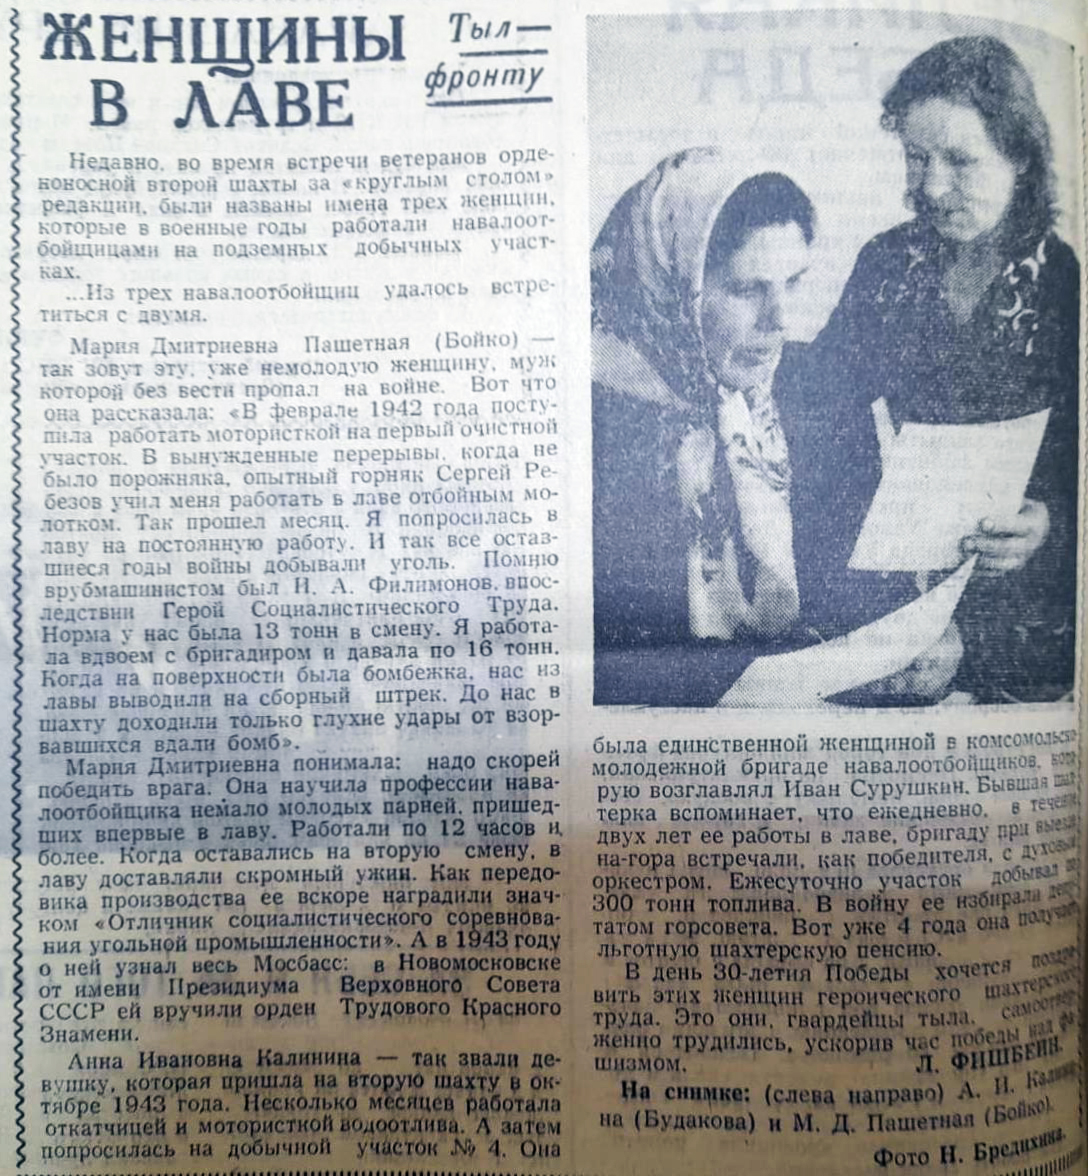 ЖЕНЩИНЫ
В ЛАВЕ
Тыл—
фронту
Недавно, во время встречи ветеранов орде-
ноносной второй шахты за «круглым столом»
редакции, были названы имена трех женщин,
которые в военные годы работали навалоот-
бойщицами на подземных добычных участ-
ках.
...Из трех навалоотбойщиц удалось встре-
титься с двумя.
Мария Дмитриевна Пашетная (Бойко) —
так зовут эту, уже немолодую женщину, муж
которой без вести пропал на войне. Вот что
она рассказала: «В феврале 1942 года посту-
пила работать мотористкой на первый очистной
участок. В вынужденные перерывы, когда не
было порожняка, опытный горняк Сергей Ре-
безов учил меня работать в лаве отбойным мо-
лотком. Так прошел месяц. Я попросилась в
лаву на постоянную работу. И так все остав-
шиеся годы войны добывали уголь. Помню
врубмашинистом был И. А. Филимонов, впос-
ледствии Герой Социалистического Труда.
Норма у нас была 13 тонн в смену. Я работа-
ла вдвоем с бригадиром и давала по 16 тонн.
Когда на поверхности была бомбежка, нас из
лавы выводили на сборный штрек. До нас в
шахту доходили только глухие удары от взор-
вавшихся вдали бомб».
Мария Дмитриевна понимала: надо скорей
победить врага. Она научила профессии нава-
лоотбойщика немало молодых парней, пришед-
ших впервые в лаву. Работали по 12 часов и
более. Когда оставались на вторую смену, в
лаву доставляли скромный ужин. Как передо-
вика производства ее вскоре наградили знач-
ком «Отличник социалистического соревнова-
ния угольной промышленности». А в 1943 году
о ней узнал весь Мосбасс: в Новомосковске
от имени Президиума Верховного Совета
СССР ей вручили орден Трудового Красного
Знамени.
Анна Ивановна Калинина — так звали де-
вушку, которая пришла на вторую шахту в ок-
тябре 1943 года. Несколько месяцев работала
откатчицей и мотористкой водоотлива. А затем
попросилась на добычной участок № 4. Она
была единственной женщиной в комсомольско-
молодежной бригаде навалоотбойщиков, кото-
рую возглавлял Иван Сурушкин. Бывшая шах-
терка вспоминает, что ежедневно, в течение
двух лет ее работы в лаве, бригаду при выезде
на-гора встречали, как победителя, с духовым
оркестром. Ежесуточно участок добывал по
300 тонн топлива. В войну ее избирали депу-
татом горсовета. Вот уже 4 года она получает
льготную шахтерскую пенсию.
В день 30-летия Победы хочется поздра-
вить этих женщин героического шахтерского
труда. Это они, гвардейцы тыла, самоотвер-
женно трудились, ускорив час победы над фа-
шизмом.
Л. ФИШБЕЙН.
На снимке: (слева направо) А. И. Калини-
на (Будакова) и М. Д. Пашетная (Бойко).
Фото Н. Бредихина.